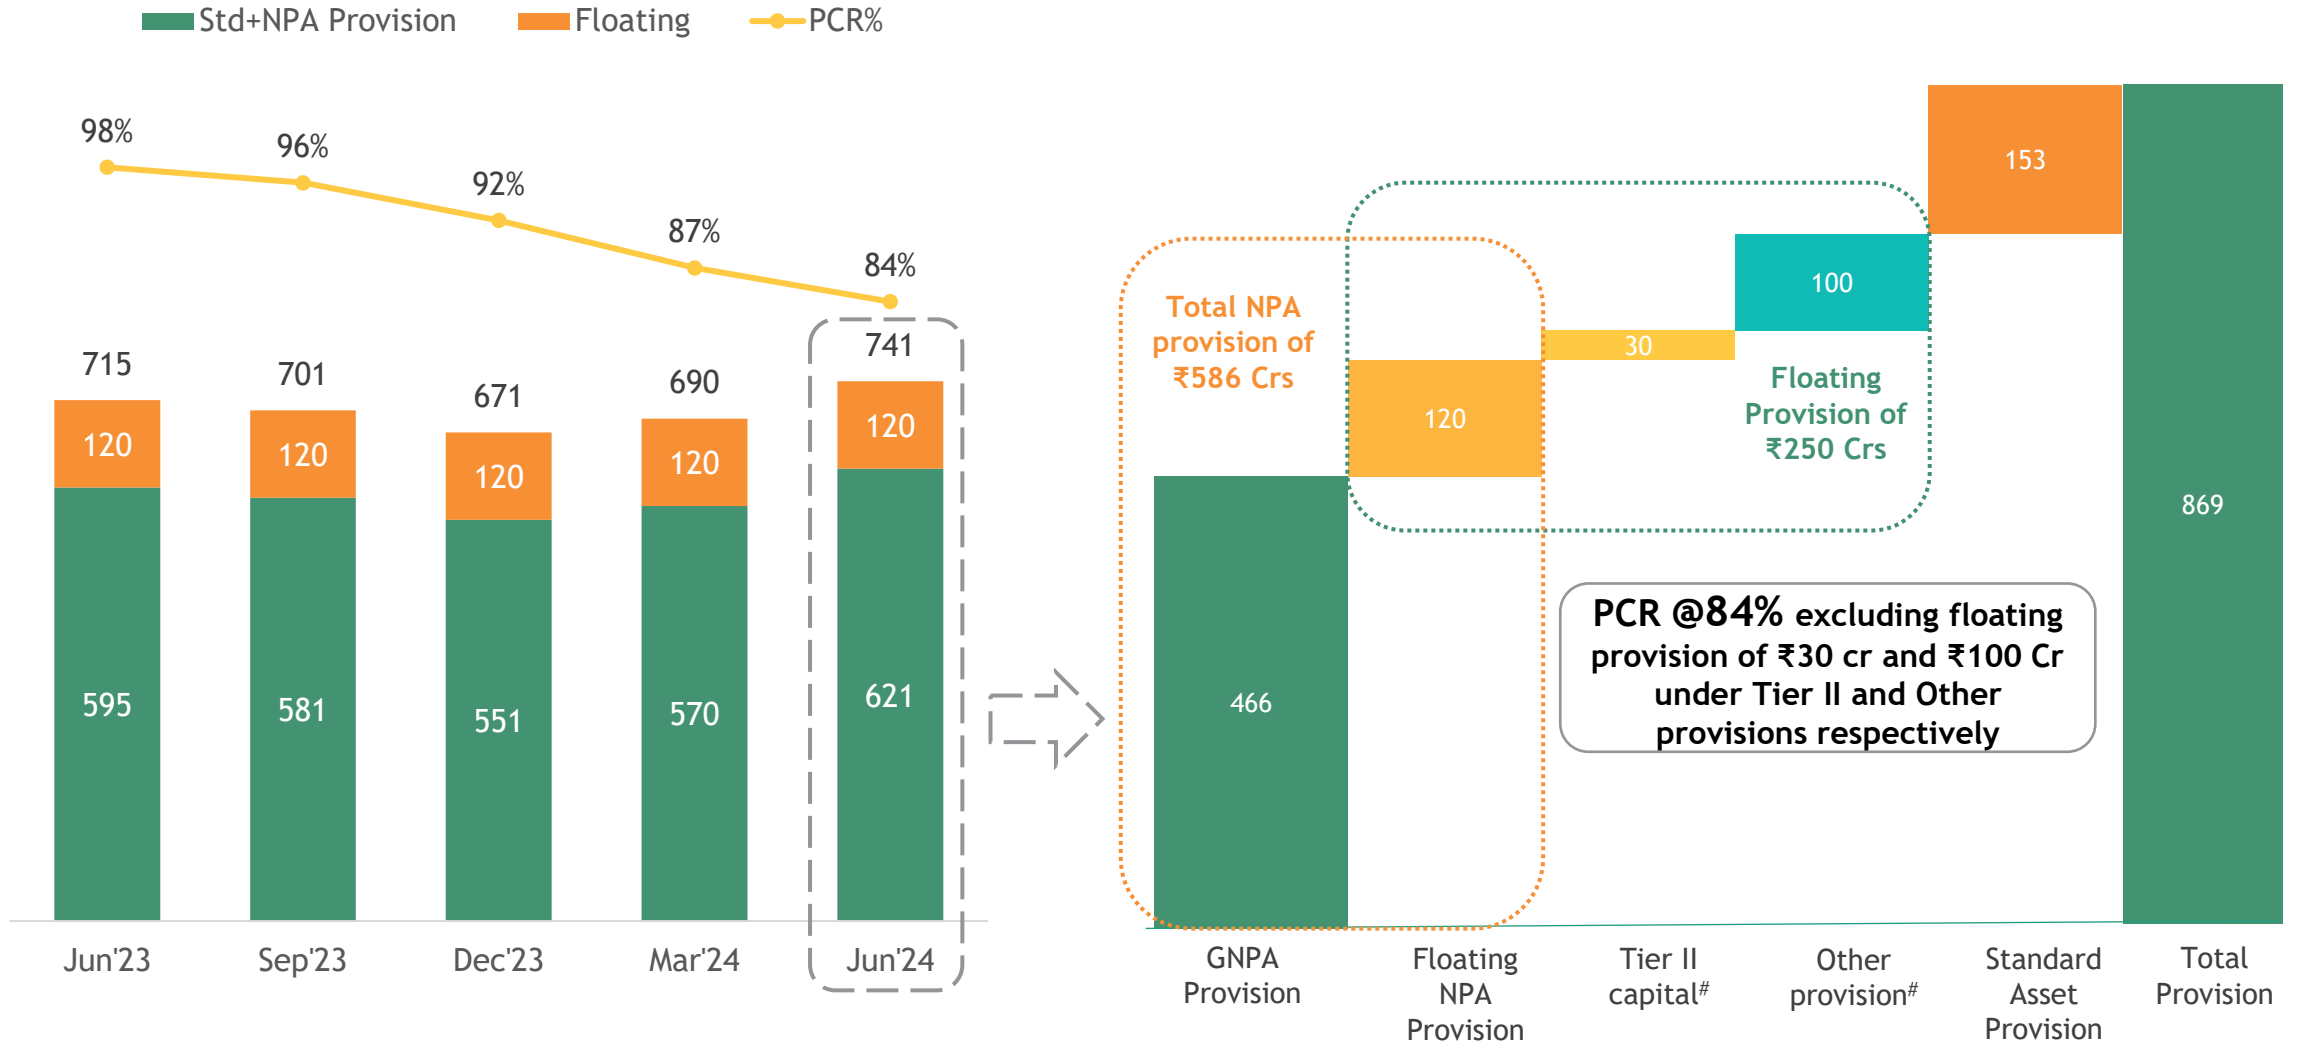 Std+NPA Provision
Floating
PCR%
98%
96%
92%
87%
84%
715
701
671
690
741
120
120
120
120
120
595
581
551
570
621
Jun'23
Sep'23
Dec'23
Mar'24
Jun'24
Total NPA
provision of
₹586 Crs
Floating
Provision of
₹250 Crs
466
120
30
100
153
869
PCR @84% excluding floating
provision of ₹30 cr and ₹100 Cr
under Tier II and Other
provisions respectively
GNPA
Provision
Floating
NPA
Provision
Tier II
capital#
Other
provision#
Standard
Asset
Provision
Total
Provision